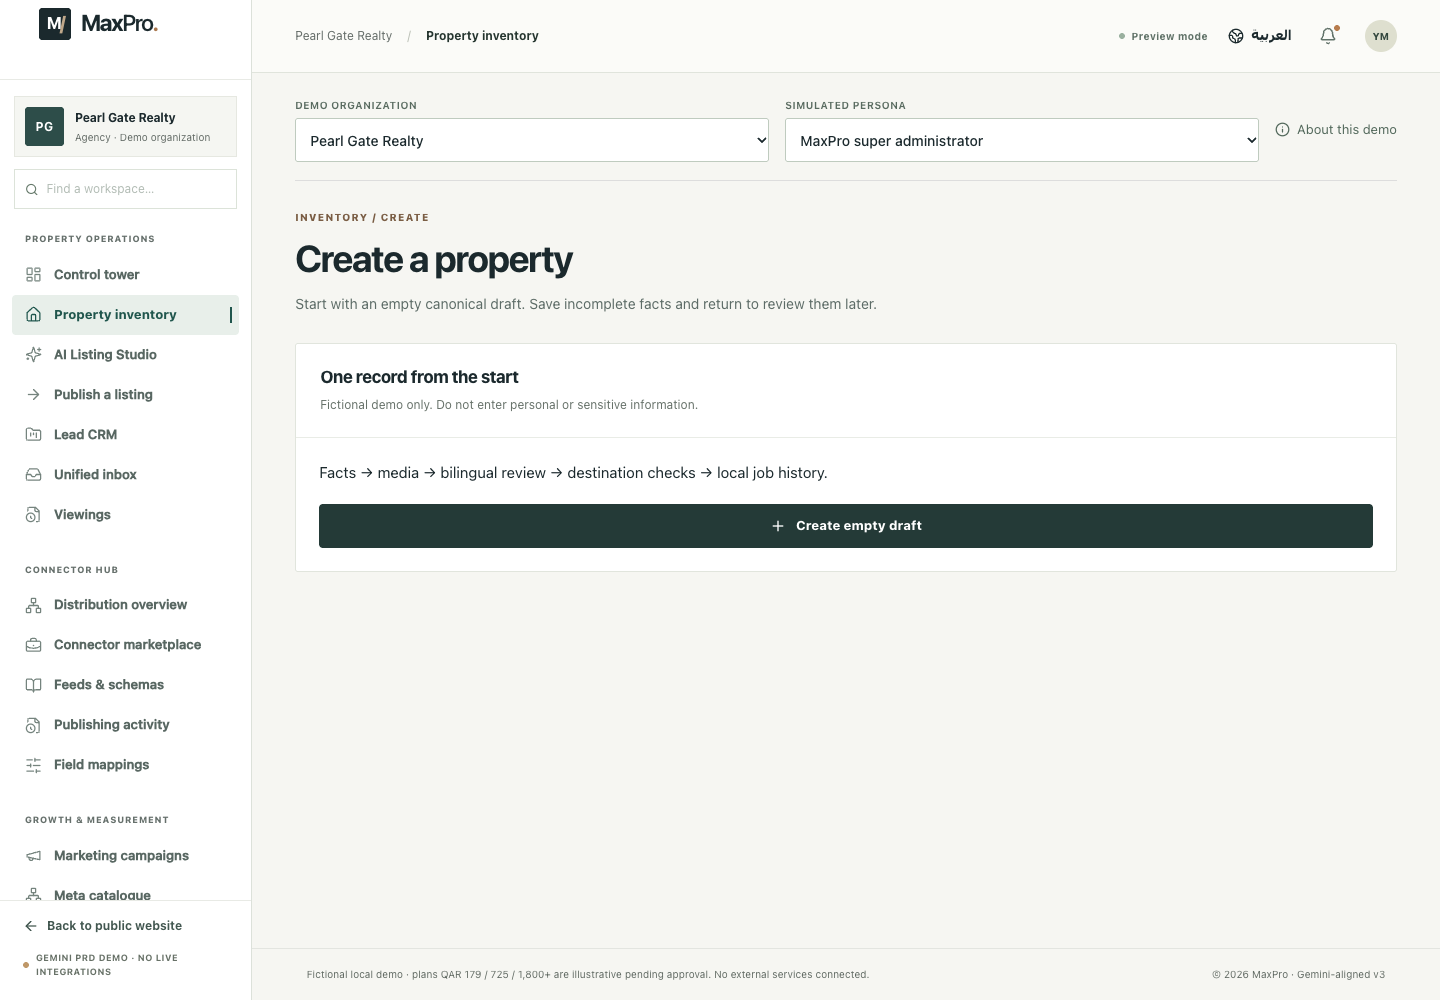 MaxPro.
PG
Pearl Gate Realty
Agency · Demo organization
Find a workspace...
PROPERTY OPERATIONS
Control tower
Property inventory
AI Listing Studio
Publish a listing
Lead CRM
Unified inbox
Viewings
CONNECTOR HUB
Distribution overview
Connector marketplace
Feeds & schemas
Publishing activity
Field mappings
GROWTH & MEASUREMENT
Marketing campaigns
Meta catalogue
Back to public website
GEMINI PRD DEMO · NO LIVE
INTEGRATIONS
Pearl Gate Realty / Property inventory
Preview mode
العربية
YM
DEMO ORGANIZATION
Pearl Gate Realty
SIMULATED PERSONA
MaxPro super administrator
About this demo
INVENTORY / CREATE
Create a property
Start with an empty canonical draft. Save incomplete facts and return to review them later.
One record from the start
Fictional demo only. Do not enter personal or sensitive information.
Facts → media → bilingual review → destination checks → local job history.
+ Create empty draft
Fictional local demo · plans QAR 179 / 725 / 1,800+ are illustrative pending approval. No external services connected.
© 2026 MaxPro · Gemini-aligned v3